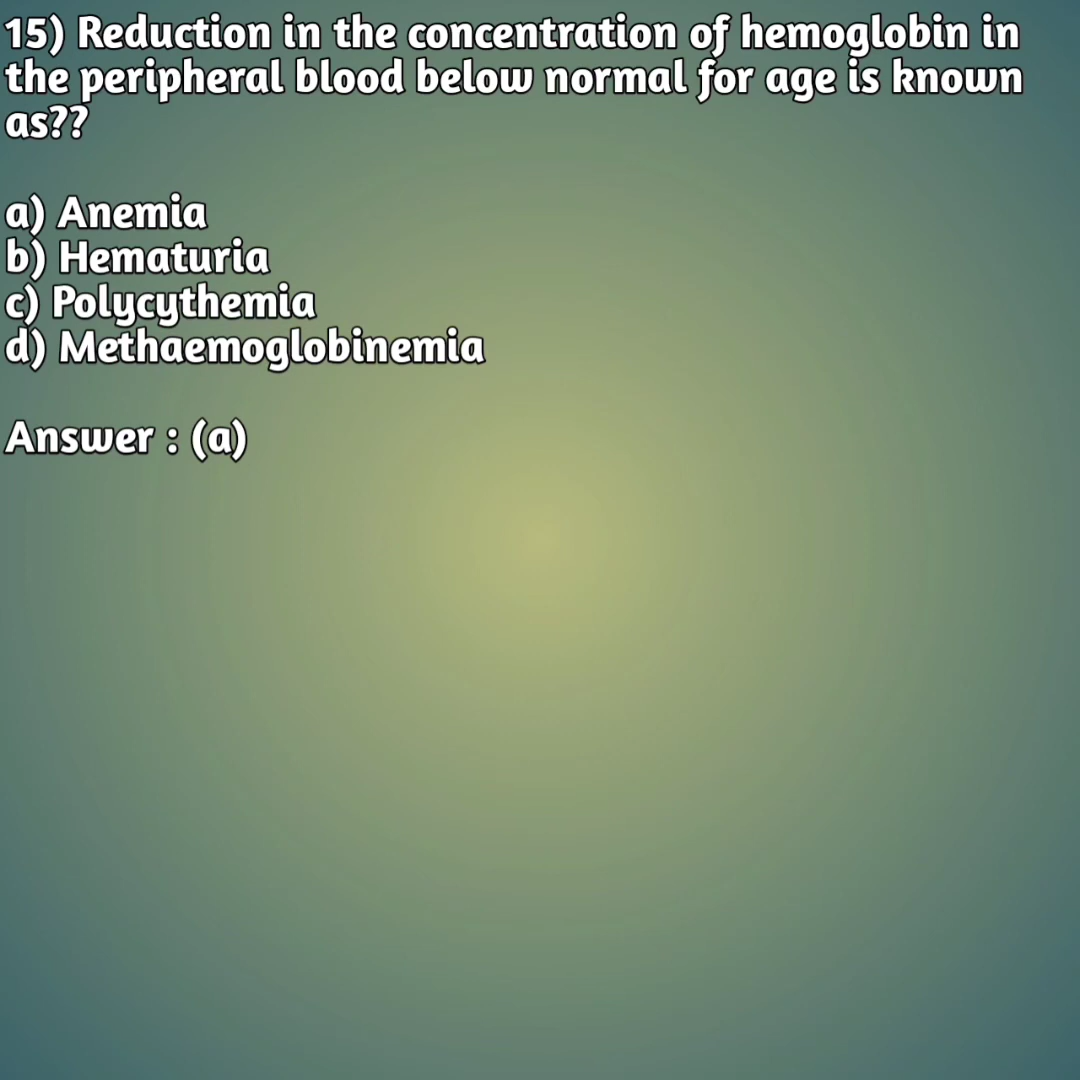 15) Reduction in the concentration of hemoglobin in
the peripheral blood below normal for age is known
as??
a) Anemia
b) Hematuria
c) Polycythemia
d) Methaemoglobinemia
Answer : (a)